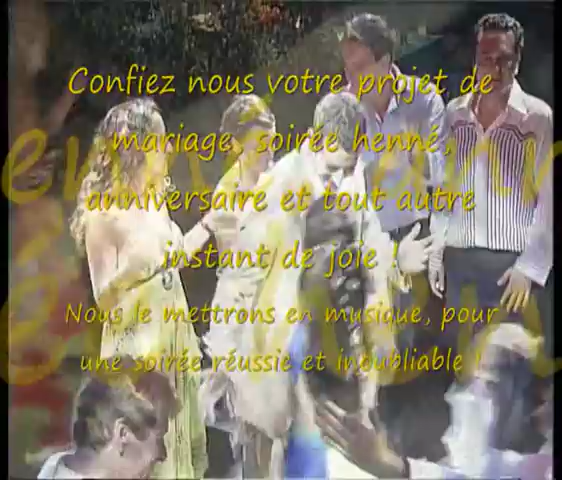 Confiez nous votre projet de
mariage, soirée henné,
anniversaire et tout autre
instant de joie !
Nous le mettrons en musique, pour
une soirée réussie et inoubliable !